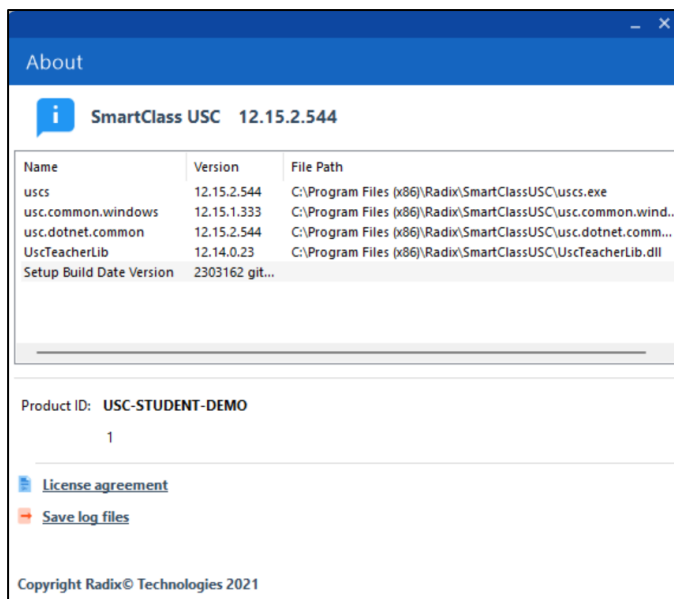 About
SmartClass USC 12.15.2.544
Name Version File Path
uscs 12.15.2.544 C:\Program Files (x86)\Radix\SmartClassUSC\uscs.exe
usc.common.windows 12.15.1.333 C:\Program Files (x86)\Radix\SmartClassUSC\usc.common.wind...
usc.dotnet.common 12.15.2.544 C:\Program Files (x86)\Radix\SmartClassUSC\usc.dotnet.comm...
UscTeacherLib 12.14.0.23 C:\Program Files (x86)\Radix\SmartClassUSC\UscTeacherLib.dll
Setup Build Date Version 2303162 git...
Product ID: USC-STUDENT-DEMO
1
License agreement
Save log files
Copyright Radix© Technologies 2021